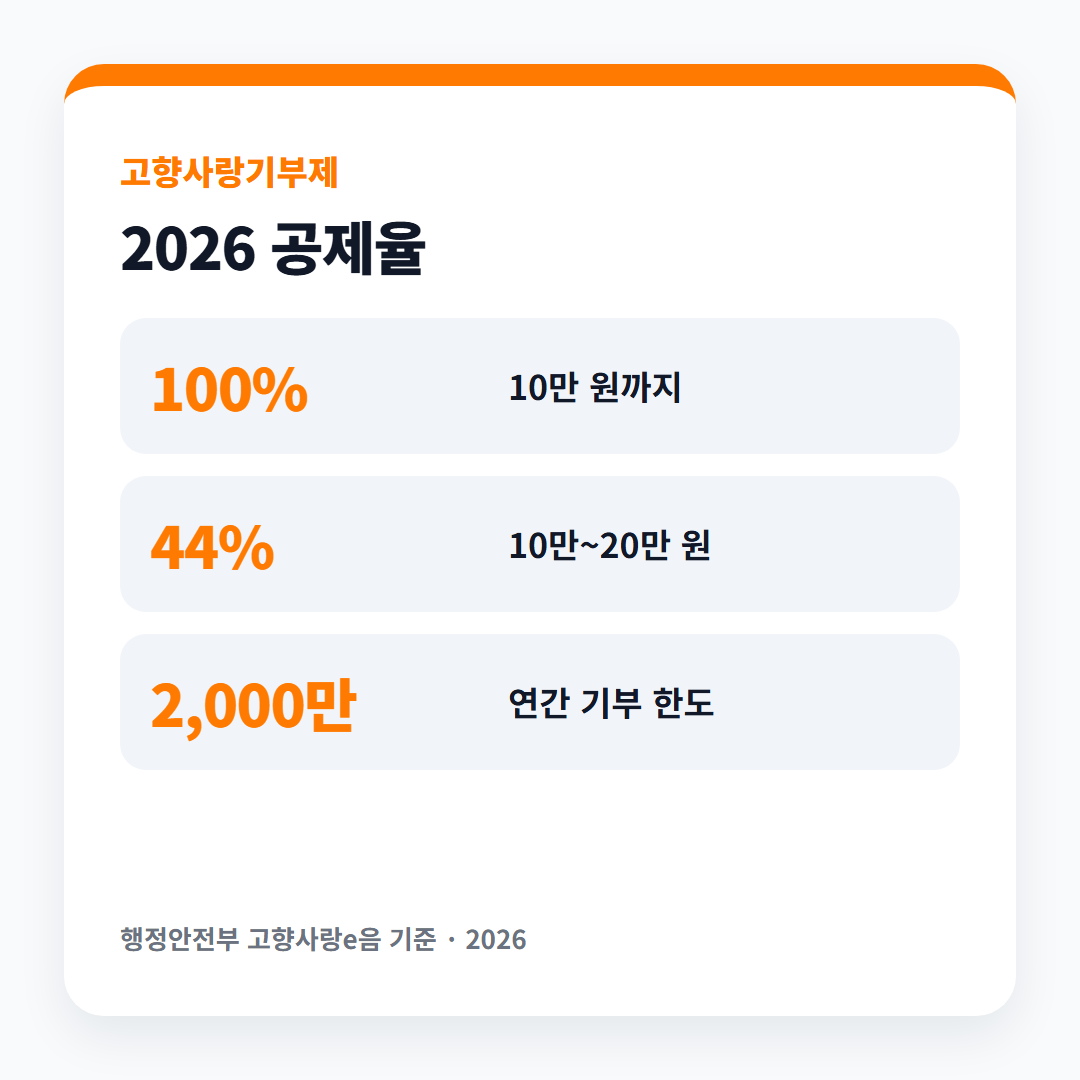 고향사랑기부제
2026 공제율
100% 10만 원까지
44% 10만~20만 원
2,000만 연간 기부 한도
행정안전부 고향사랑e음 기준 · 2026